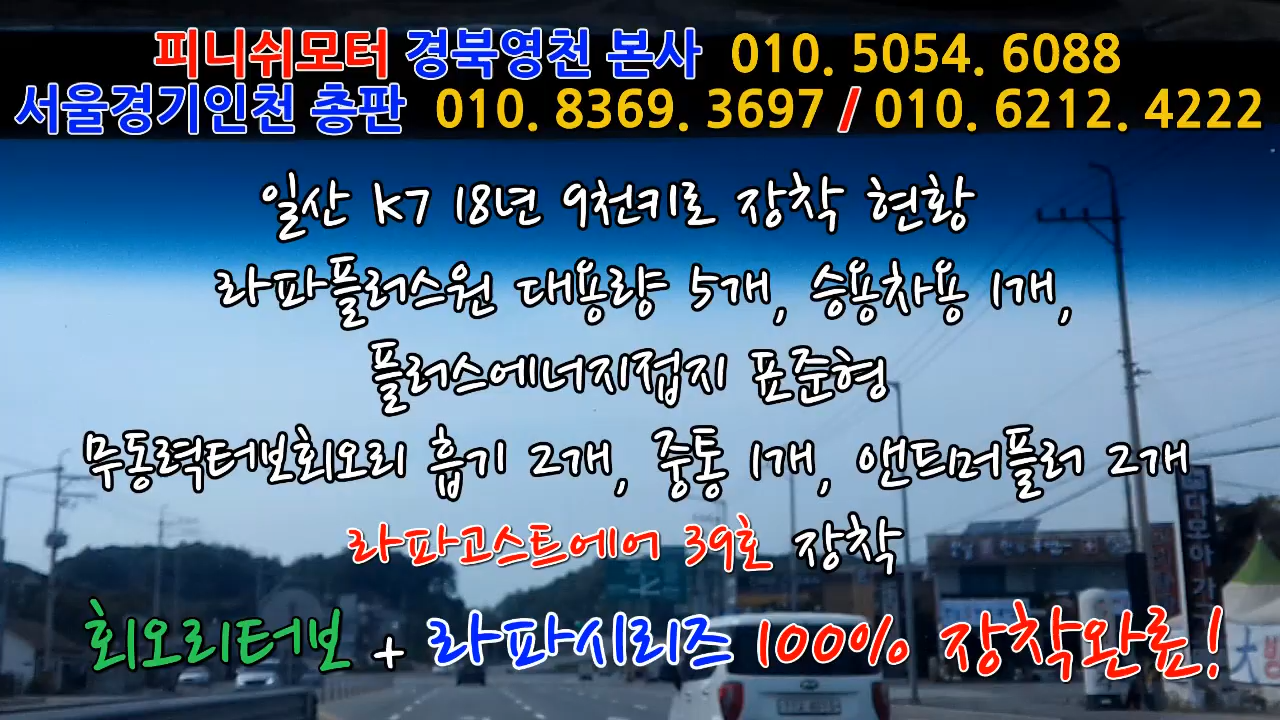 피니쉬모터 경북영천 본사 010. 5054. 6088
서울경기인천 총판 010. 8369. 3697 / 010. 6212. 4222
일산 K7 18년 9천키로 장착 현황
라파플러스원 대용량 5개, 승용차용 1개,
플러스에너지접지 표준형
무동력터보회오리 흡기 2개, 중통 1개, 앤드머플러 2개
라파고스트에어 39호 장착
회오리터보 + 라파시리즈 100% 장착완료!